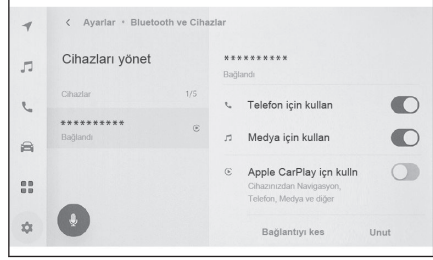 Ayarlar • Bluetooth ve Cihazlar
Cihazları yönet
Cihazlar 1/5
**********
Bağlandı
**********
Bağlandı
Telefon için kullan
Medya için kullan
Apple CarPlay içn kulln
Cihazınızdan Navigasyon,
Telefon, Medya ve diğer
Bağlantıyı kes Unut